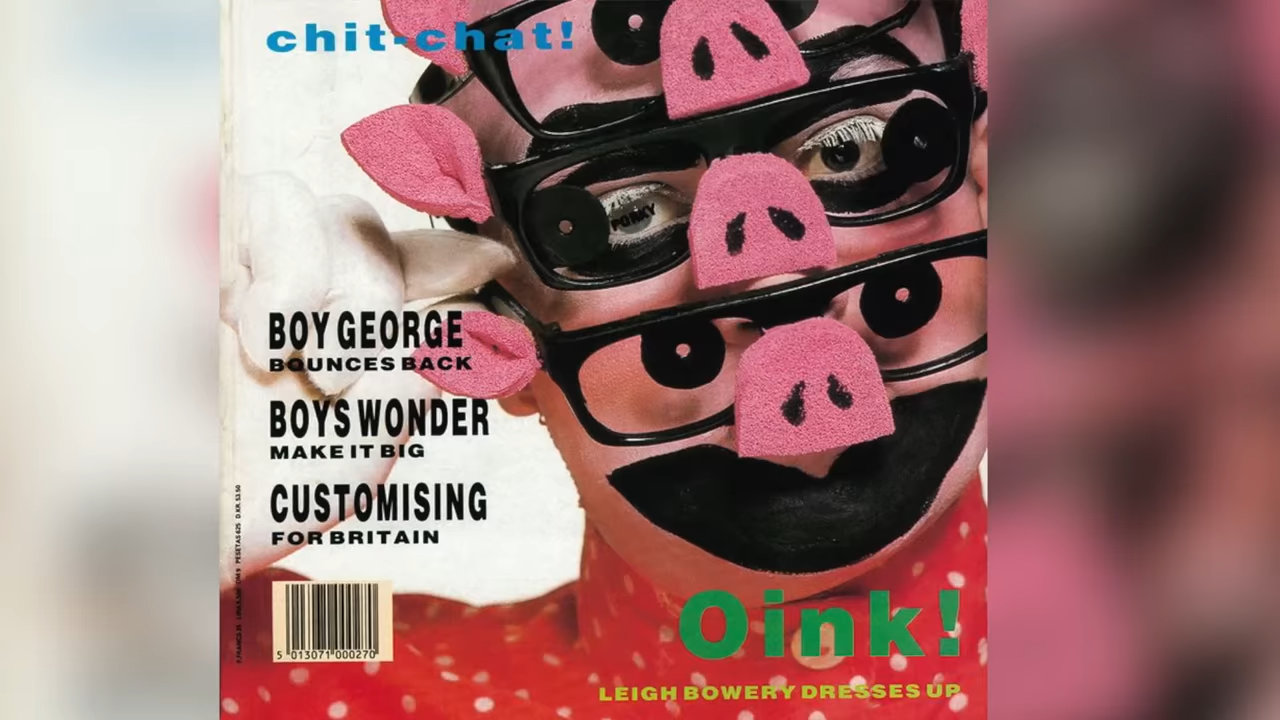 chit-chat!
PORKY
BOY GEORGE
BOUNCES BACK
BOYS WONDER
MAKE IT BIG
CUSTOMISING
FOR BRITAIN
5 013071 000270
Oink!
LEIGH BOWERY DRESSES UP